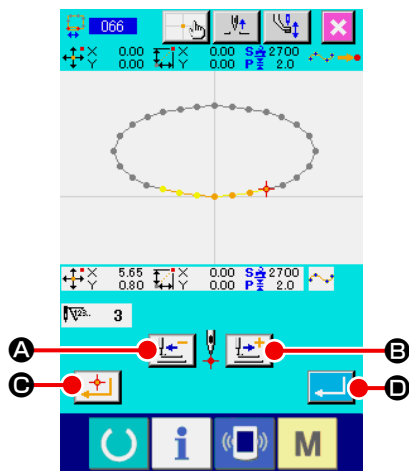 066
X 0.00 X 0.00 S 2700
Y 0.00 Y 0.00 P 2.0
X 5.65 X 0.00 S 2700
Y 0.80 Y 0.00 P 2.0
123.. 3
A - + B
C D
i M